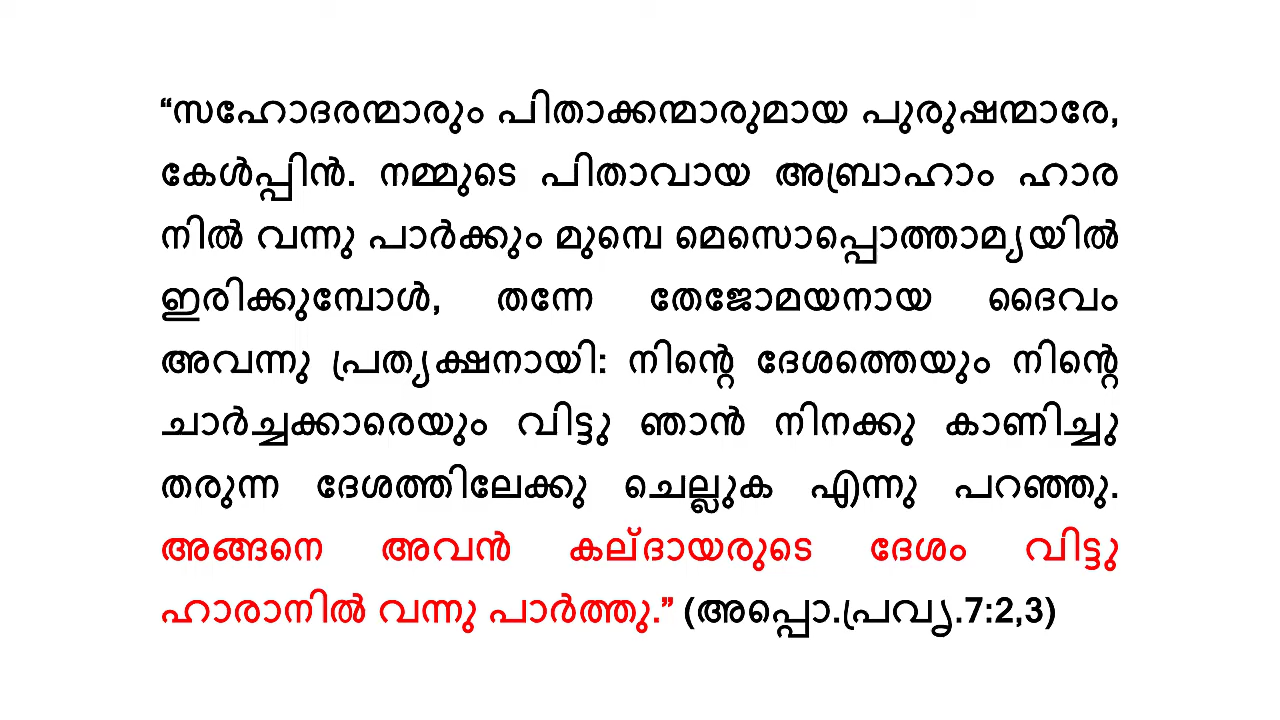 “സഹോദരന്മാരും പിതാക്കന്മാരുമായ പുരുഷന്മാരേ,
കേൾപ്പിൻ. നമ്മുടെ പിതാവായ അബ്രാഹാം ഹാര
നിൽ വന്നു പാർക്കും മുമ്പെ മെസൊപ്പൊത്താമ്യയിൽ
ഇരിക്കുമ്പോൾ, തന്നേ തേജോമയനായ ദൈവം
അവന്നു പ്രത്യക്ഷനായി: നിന്റെ ദേശത്തെയും നിന്റെ
ചാർച്ചക്കാരെയും വിട്ടു ഞാൻ നിനക്കു കാണിച്ചു
തരുന്ന ദേശത്തിലേക്കു ചെല്ലുക എന്നു പറഞ്ഞു.
അങ്ങനെ അവൻ കല്ദായരുടെ ദേശം വിട്ടു
ഹാരാനിൽ വന്നു പാർത്തു.” (അപ്പൊ.പ്രവൃ.7:2,3)